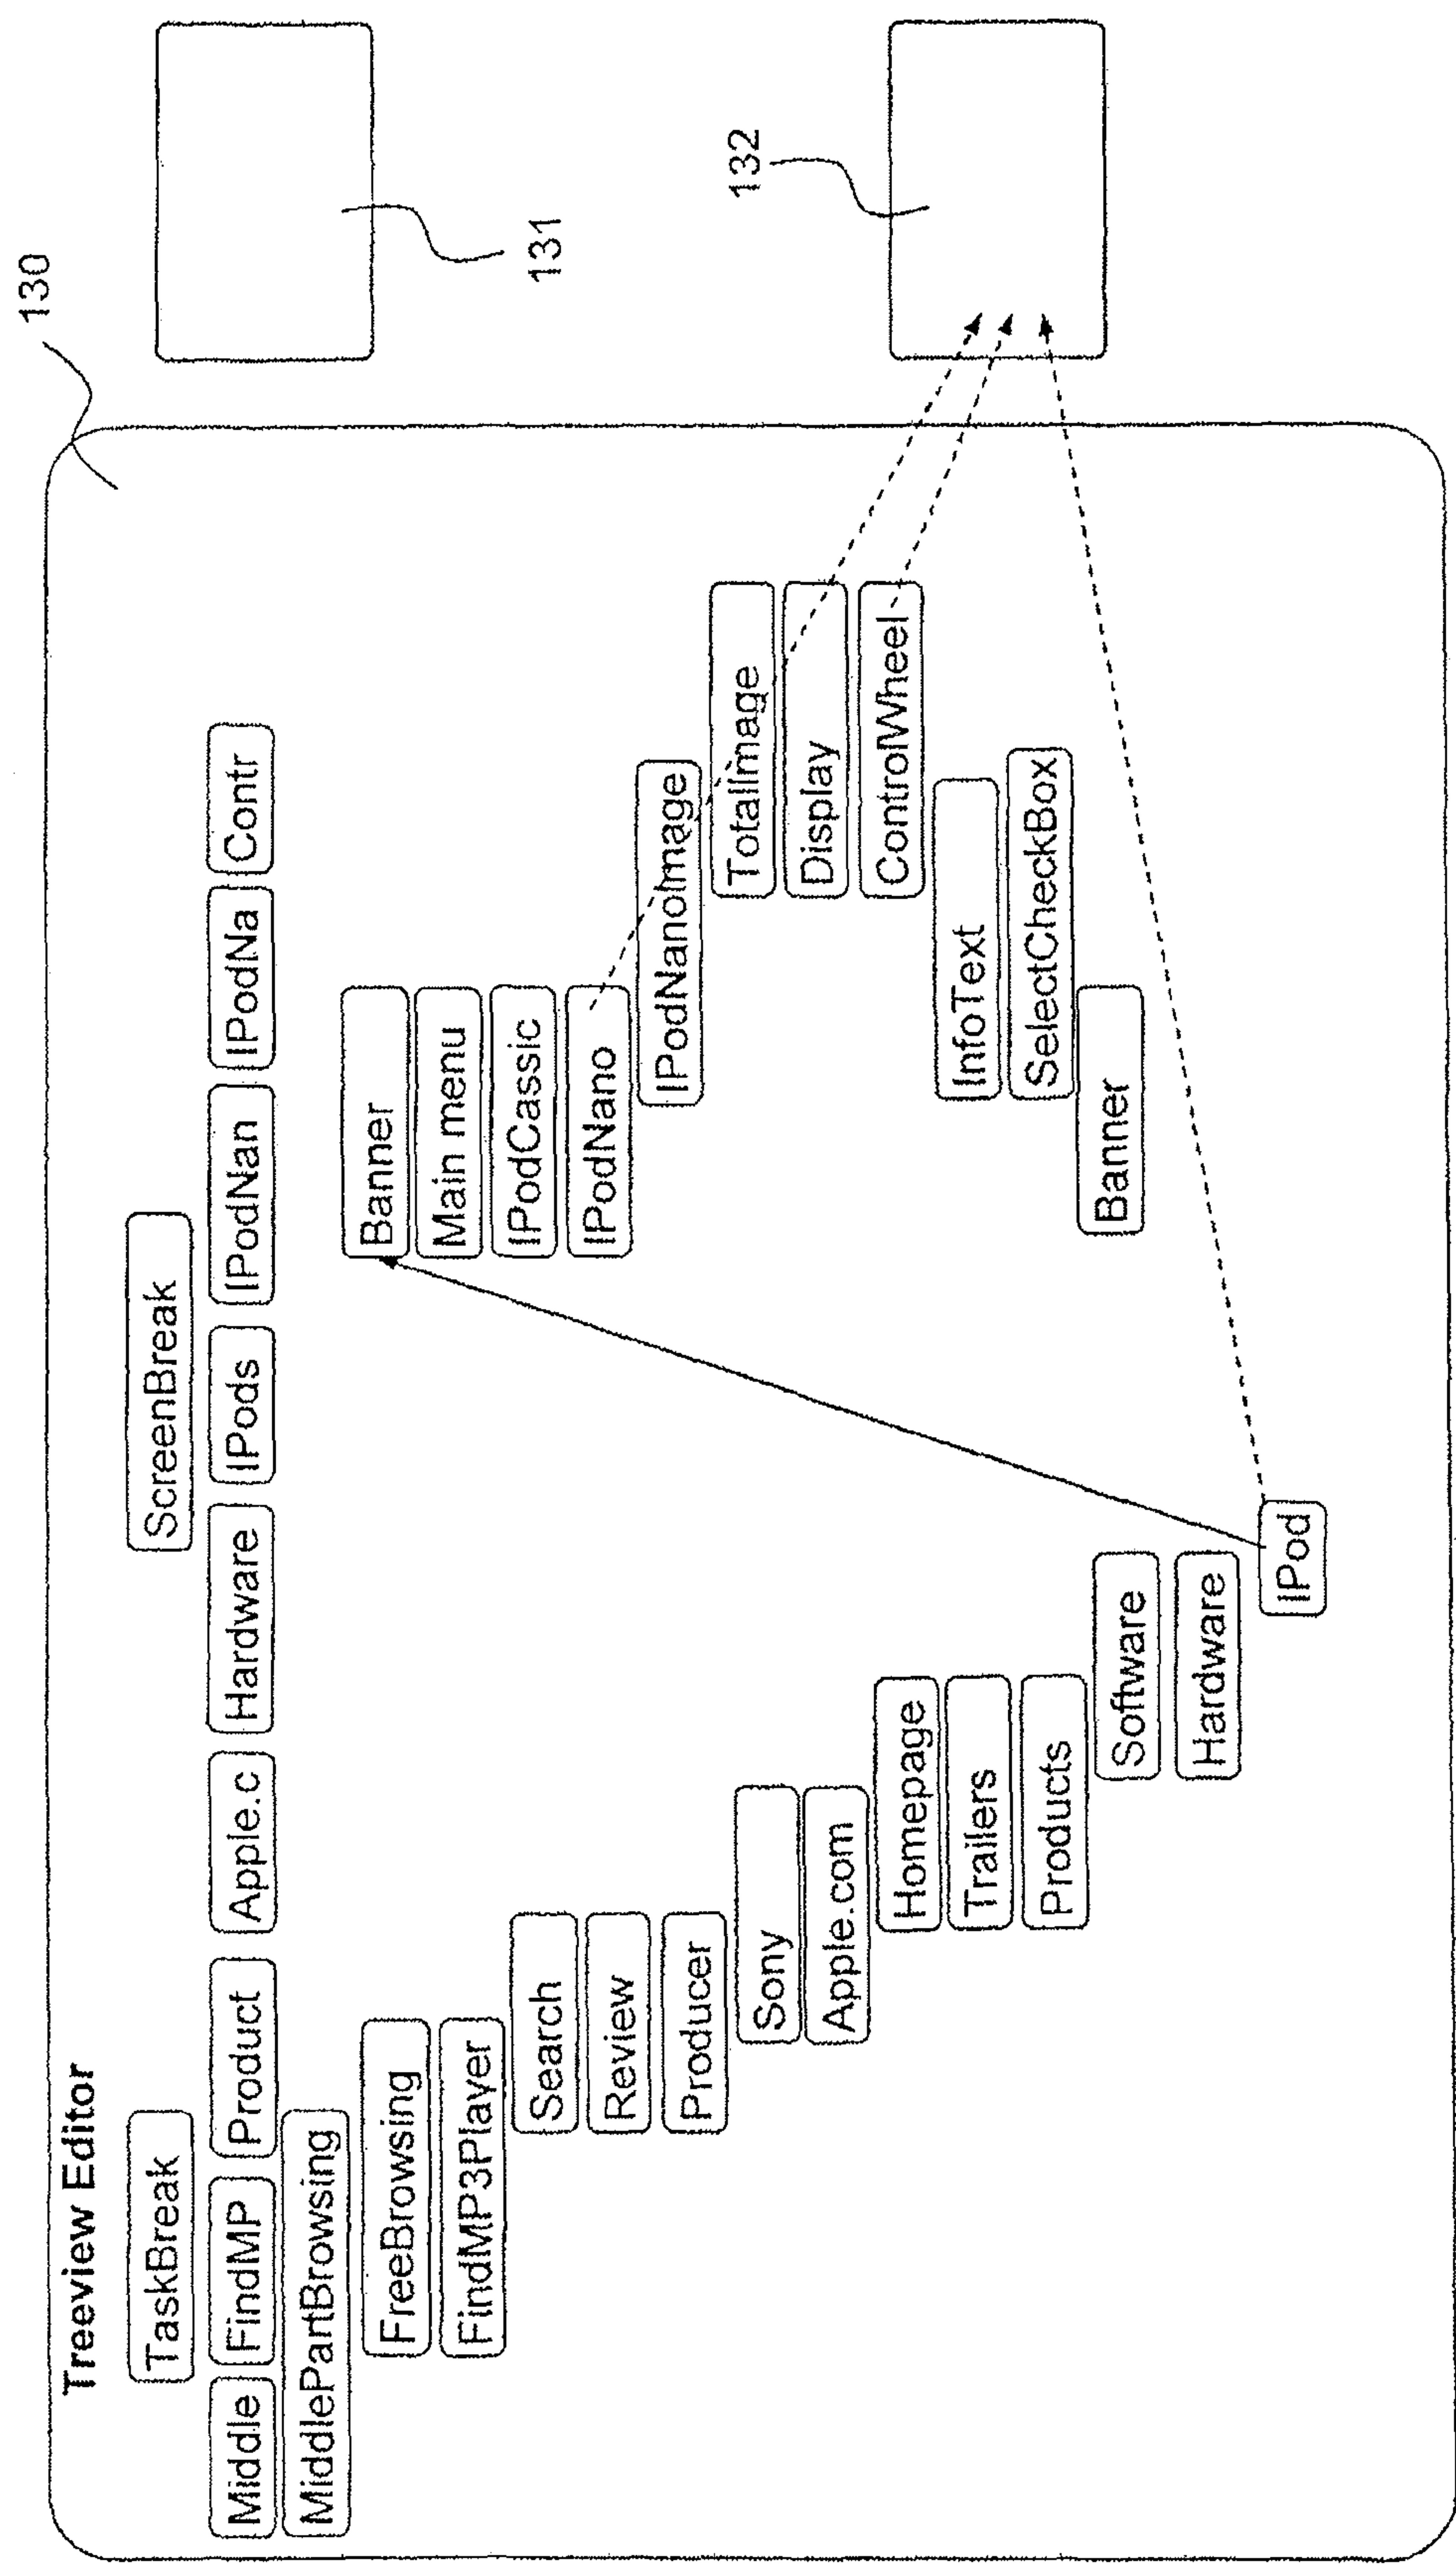 130
Treeview Editor
TaskBreak
ScreenBreak
Middle
FindMP
Product
Apple.c
Hardware
IPods
IPodNan
IPodNa
Contr
MiddlePartBrowsing
FreeBrowsing
FindMP3Player
Search
Review
Producer
Sony
Apple.com
Homepage
Trailers
Products
Software
Hardware
IPod
Banner
Main menu
IPodCassic
IPodNano
IPodNanoImage
TotalImage
Display
ControlWheel
InfoText
SelectCheckBox
Banner
131
132